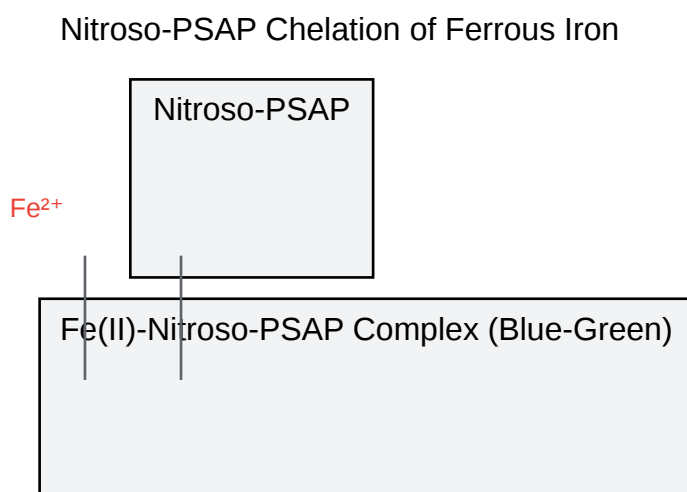 Nitroso-PSAP Chelation of Ferrous Iron
Nitroso-PSAP
Fe²⁺
Fe(II)-Nitroso-PSAP Complex (Blue-Green)